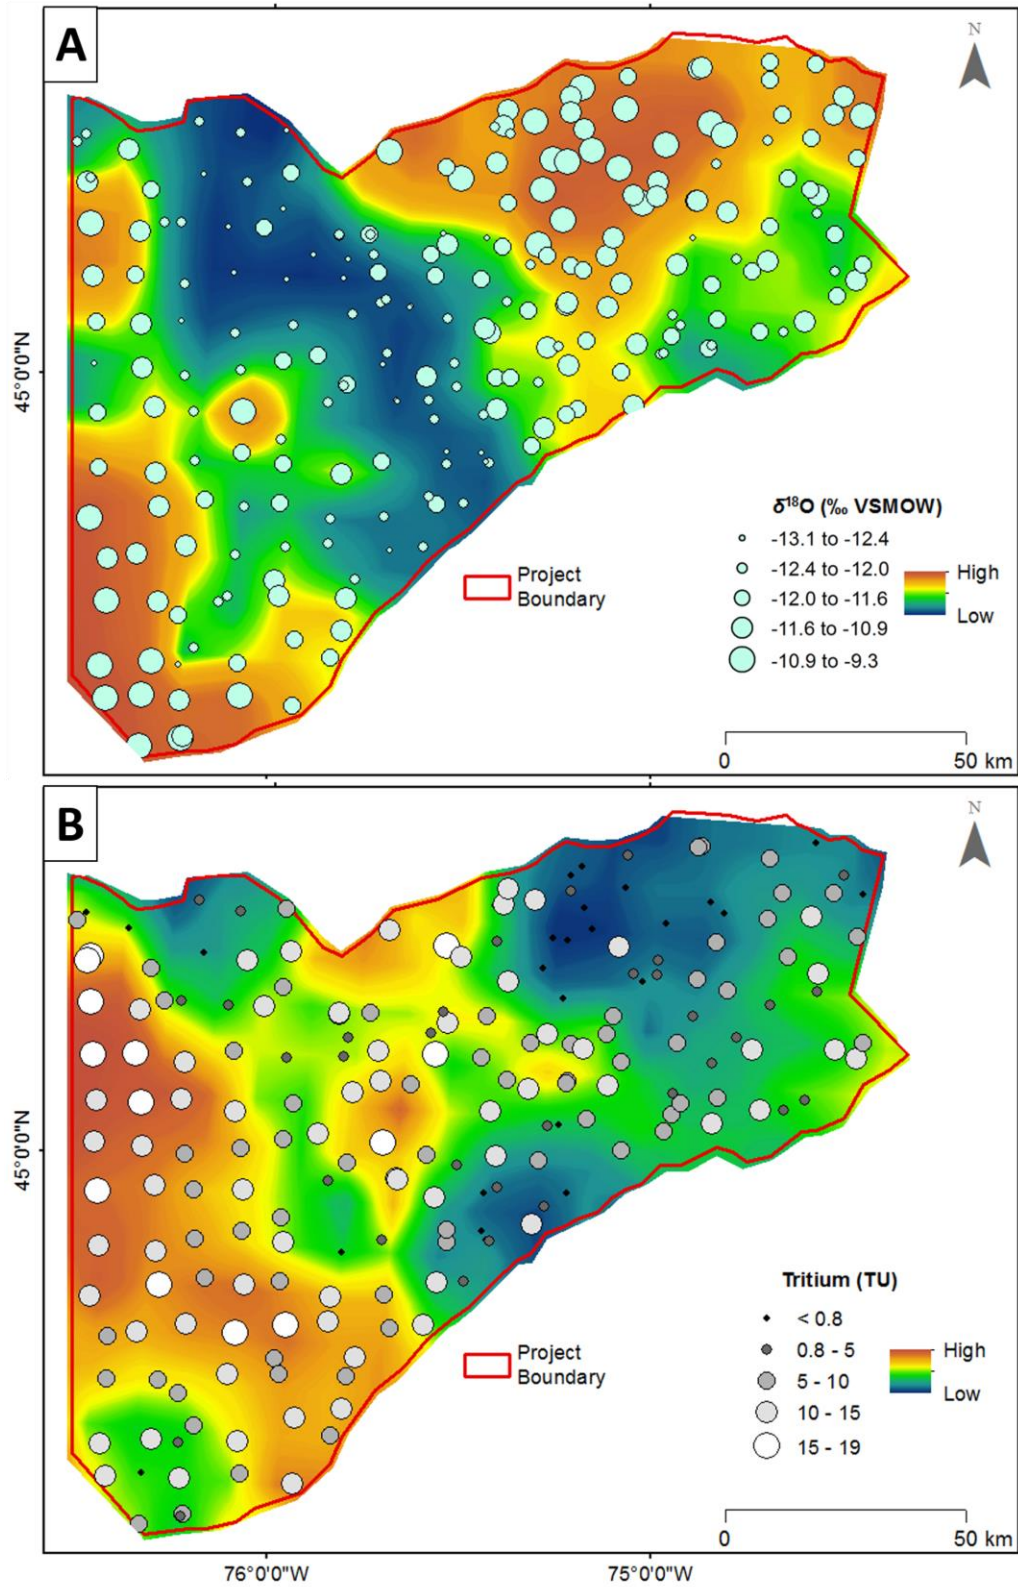 A
N
45°0'0"N
δ¹⁸O (‰ VSMOW)
-13.1 to -12.4
-12.4 to -12.0
-12.0 to -11.6
-11.6 to -10.9
-10.9 to -9.3
High
Low
Project
Boundary
0
50 km
B
N
45°0'0"N
Tritium (TU)
< 0.8
0.8 - 5
5 - 10
10 - 15
15 - 19
High
Low
Project
Boundary
0
50 km
76°0'0"W
75°0'0"W